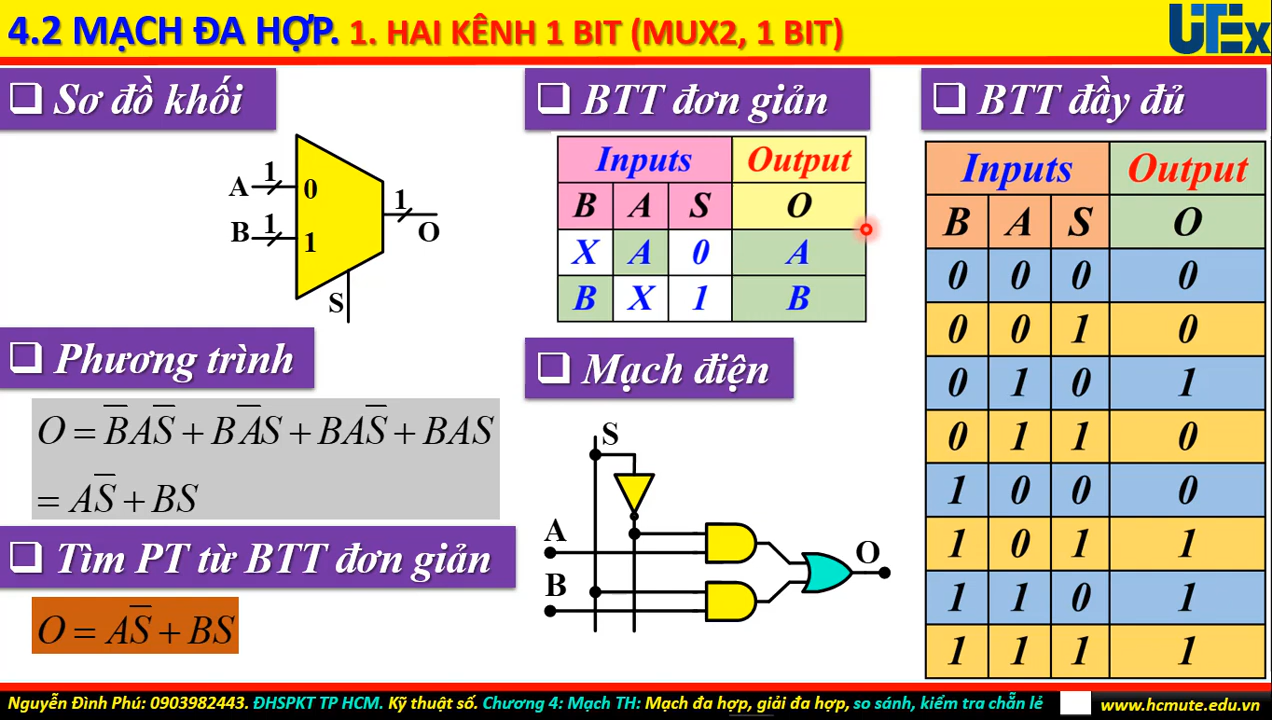 4.2 MẠCH ĐA HỢP. 1. HAI KÊNH 1 BIT (MUX2, 1 BIT)
UTEx
Sơ đồ khối
A 1 0
B 1 1
1 O
S
Phương trình
O = B̅AS̅ + BA̅S + BAS̅ + BAS
= AS̅ + BS
Tìm PT từ BTT đơn giản
O = AS̅ + BS
BTT đơn giản
Inputs Output
B A S O
X A 0 A
B X 1 B
Mạch điện
S
A
B
O
BTT đầy đủ
Inputs Output
B A S O
0 0 0 0
0 0 1 0
0 1 0 1
0 1 1 0
1 0 0 0
1 0 1 1
1 1 0 1
1 1 1 1
Nguyễn Đình Phú: 0903982443. ĐHSPKT TP HCM. Kỹ thuật số. Chương 4: Mạch TH: Mạch đa hợp, giải đa hợp, so sánh, kiểm tra chẵn lẻ www.hcmute.edu.vn